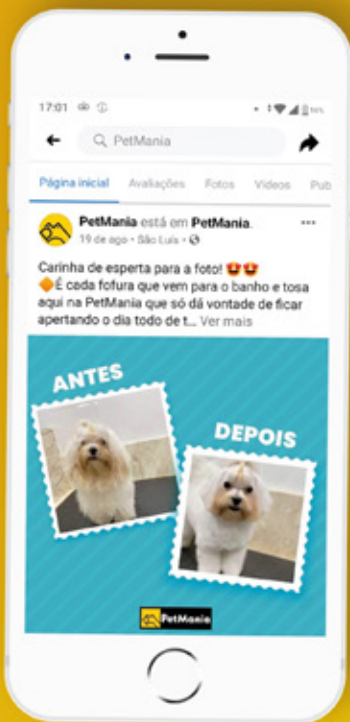 17:01
PetMania
Página inicial Avaliações Fotos Vídeos Pub
PetMania está em PetMania.
19 de ago • São Luís •
Carinha de esperta para a foto!
É cada fofura que vem para o banho e tosa
aqui na PetMania que só dá vontade de ficar
apertando o dia todo de t... Ver mais
ANTES
DEPOIS
PetMania